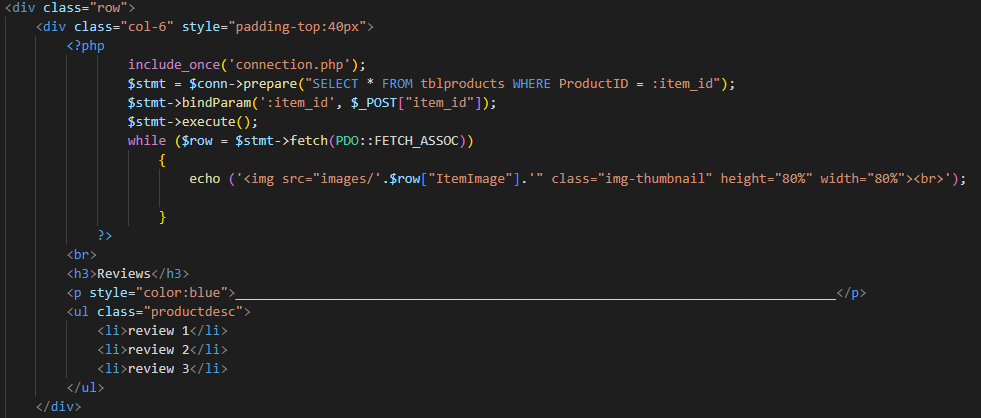 <div class="row">
<div class="col-6" style="padding-top:40px">
<?php
include_once('connection.php');
$stmt = $conn->prepare("SELECT * FROM tblproducts WHERE ProductID = :item_id");
$stmt->bindParam(':item_id', $_POST["item_id"]);
$stmt->execute();
while ($row = $stmt->fetch(PDO::FETCH_ASSOC))
{
echo ('<img src="images/'.$row["ItemImage"].'" class="img-thumbnail" height="80%" width="80%"><br>');
}
?>
<br>
<h3>Reviews</h3>
<p style="color:blue">______________________________________________________________________________</p>
<ul class="productdesc">
<li>review 1</li>
<li>review 2</li>
<li>review 3</li>
</ul>
</div>